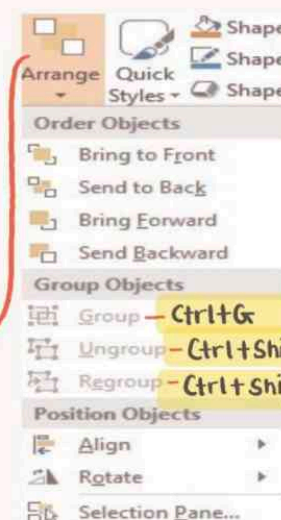 Shape
Shape
Shape
Arrange
Quick
Styles
Order Objects
Bring to Front
Send to Back
Bring Forward
Send Backward
Group Objects
Group - Ctrl+G
Ungroup - Ctrl+Shi
Regroup - Ctrl+Shi
Position Objects
Align
Rotate
Selection Pane...